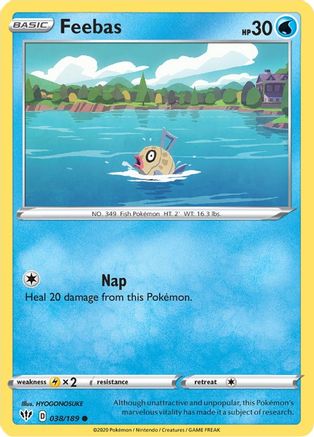 BASIC Feebas HP 30
NO. 349 Fish Pokémon HT: 2' WT: 16.3 lbs.
Nap
Heal 20 damage from this Pokémon.
weakness ×2 resistance retreat
Illus. HYOGONOSUKE
Although unattractive and unpopular, this Pokémon's
D 038/189
marvelous vitality has made it a subject of research.
©2020 Pokémon / Nintendo / Creatures / GAME FREAK